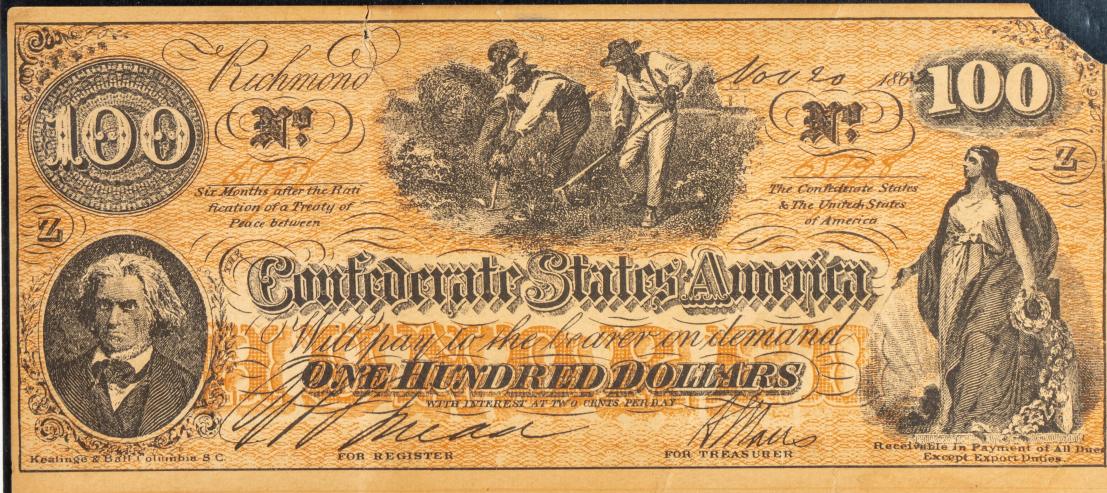 Richmond Nov 20 186
100 Nº Nº 100
Six Months after the Rati
fication of a Treaty of
Peace between
65798
The Confederate States
& The United States
of America
Z
Z
Confederate States America
Will pay to the bearer on demand
ONE HUNDRED DOLLARS
WITH INTEREST AT TWO CENTS PER DAY
FOR REGISTER
FOR TREASURER
Keatinge & Ball Columbia S C.
Receivable in Payment of All Dues
Except Export Duties.